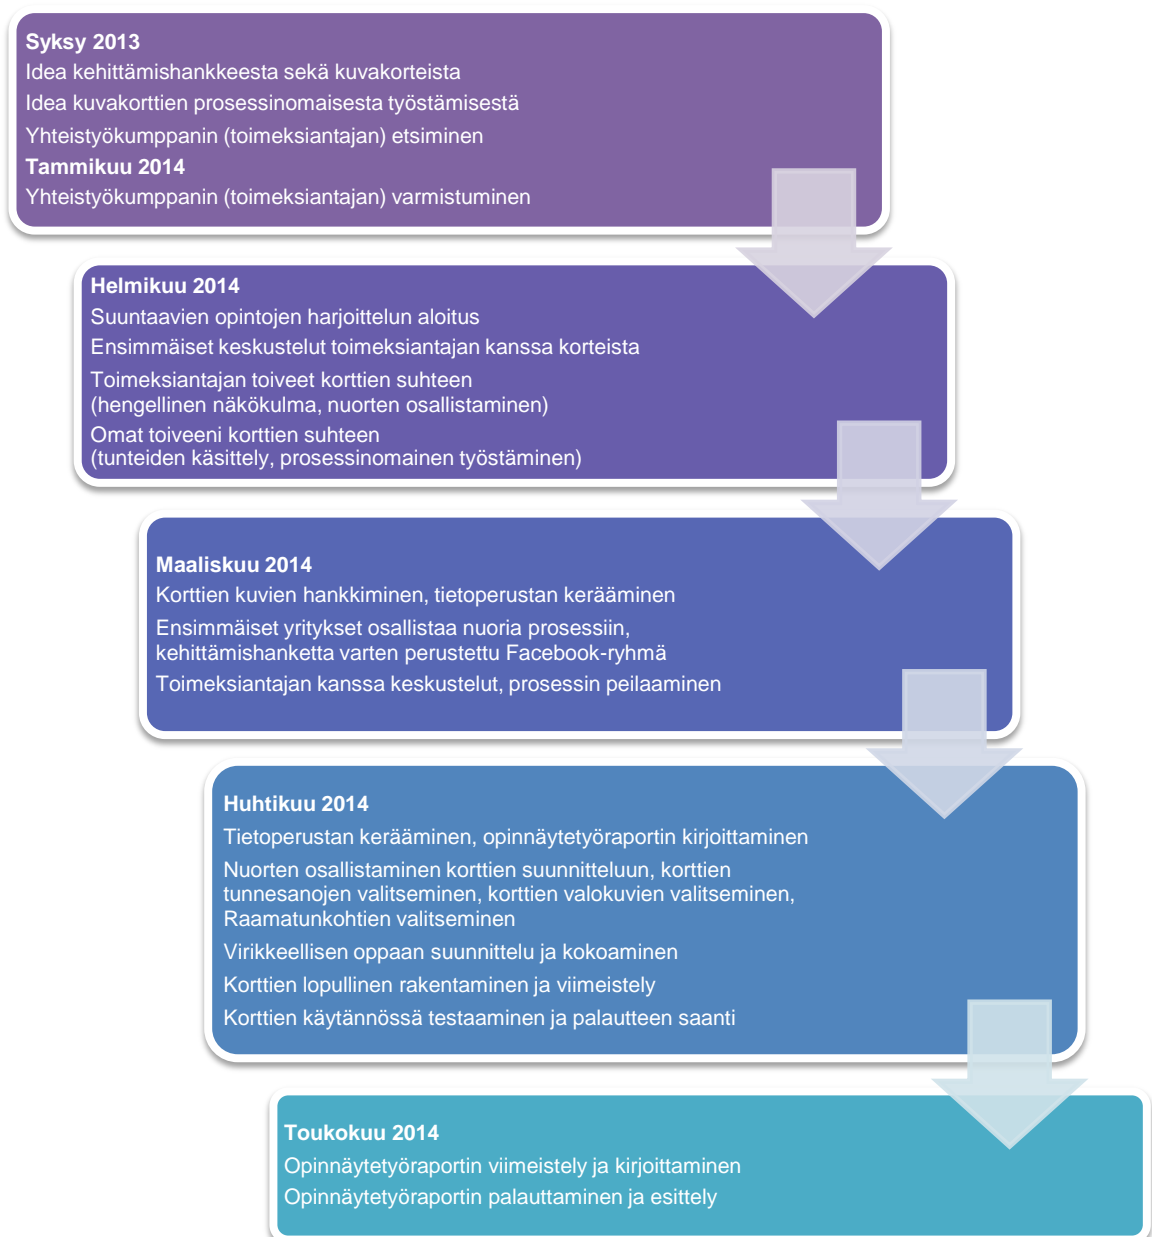 Syksy 2013
Idea kehittämishankkeesta sekä kuvakorteista
Idea kuvakorttien prosessinomaisesta työstämisestä
Yhteistyökumppanin (toimeksiantajan) etsiminen
Tammikuu 2014
Yhteistyökumppanin (toimeksiantajan) varmistuminen
Helmikuu 2014
Suuntaavien opintojen harjoittelun aloitus
Ensimmäiset keskustelut toimeksiantajan kanssa korteista
Toimeksiantajan toiveet korttien suhteen
(hengellinen näkökulma, nuorten osallistaminen)
Omat toiveeni korttien suhteen
(tunteiden käsittely, prosessinomainen työstäminen)
Maaliskuu 2014
Korttien kuvien hankkiminen, tietoperustan kerääminen
Ensimmäiset yritykset osallistaa nuoria prosessiin,
kehittämishanketta varten perustettu Facebook-ryhmä
Toimeksiantajan kanssa keskustelut, prosessin peilaaminen
Huhtikuu 2014
Tietoperustan kerääminen, opinnäytetyöraportin kirjoittaminen
Nuorten osallistaminen korttien suunnitteluun, korttien
tunnesanojen valitseminen, korttien valokuvien valitseminen,
Raamatunkohtien valitseminen
Virikkeellisen oppaan suunnittelu ja kokoaminen
Korttien lopullinen rakentaminen ja viimeistely
Korttien käytännössä testaaminen ja palautteen saanti
Toukokuu 2014
Opinnäytetyöraportin viimeistely ja kirjoittaminen
Opinnäytetyöraportin palauttaminen ja esittely